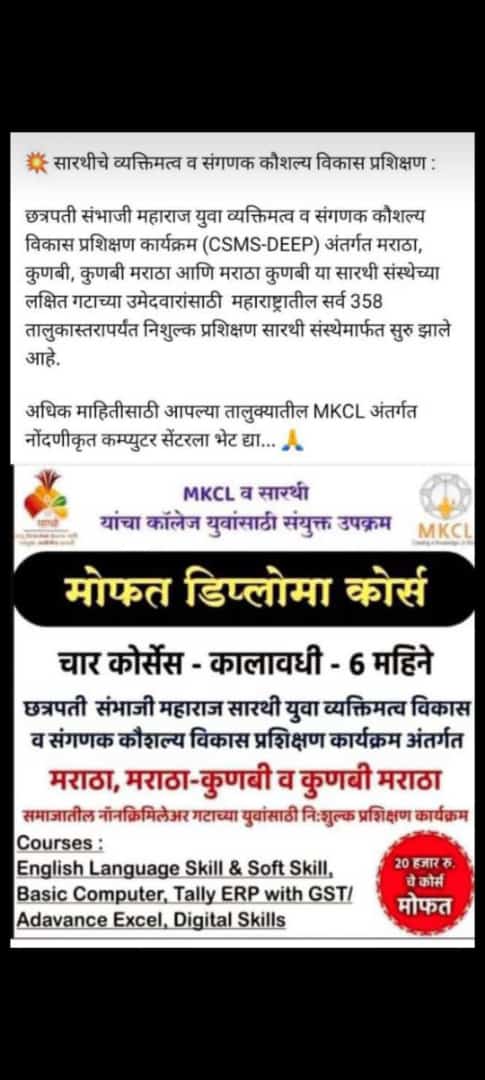 💥 सारथीचे व्यक्तिमत्व व संगणक कौशल्य विकास प्रशिक्षण :
छत्रपती संभाजी महाराज युवा व्यक्तिमत्व व संगणक कौशल्य
विकास प्रशिक्षण कार्यक्रम (CSMS-DEEP) अंतर्गत मराठा,
कुणबी, कुणबी मराठा आणि मराठा कुणबी या सारथी संस्थेच्या
लक्षित गटाच्या उमेदवारांसाठी महाराष्ट्रातील सर्व 358
तालुकास्तरापर्यंत निशुल्क प्रशिक्षण सारथी संस्थेमार्फत सुरु झाले
आहे.
अधिक माहितीसाठी आपल्या तालुक्यातील MKCL अंतर्गत
नोंदणीकृत कम्प्युटर सेंटरला भेट द्या... 🙏
MKCL व सारथी
यांचा कॉलेज युवांसाठी संयुक्त उपक्रम
MKCL
मोफत डिप्लोमा कोर्स
चार कोर्सेस - कालावधी - 6 महिने
छत्रपती संभाजी महाराज सारथी युवा व्यक्तिमत्व विकास
व संगणक कौशल्य विकास प्रशिक्षण कार्यक्रम अंतर्गत
मराठा, मराठा-कुणबी व कुणबी मराठा
समाजातील नॉनक्रिमिलेअर गटाच्या युवांसाठी नि:शुल्क प्रशिक्षण कार्यक्रम
Courses :
English Language Skill & Soft Skill,
Basic Computer, Tally ERP with GST/
Adavance Excel, Digital Skills
20 हजार रु.
चे कोर्स
मोफत